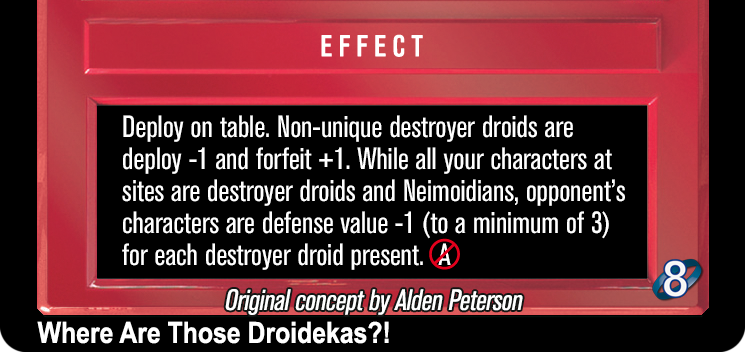 EFFECT
Deploy on table. Non-unique destroyer droids are
deploy -1 and forfeit +1. While all your characters at
sites are destroyer droids and Neimoidians, opponent's
characters are defense value -1 (to a minimum of 3)
for each destroyer droid present. A
8
Original concept by Alden Peterson
Where Are Those Droidekas?!